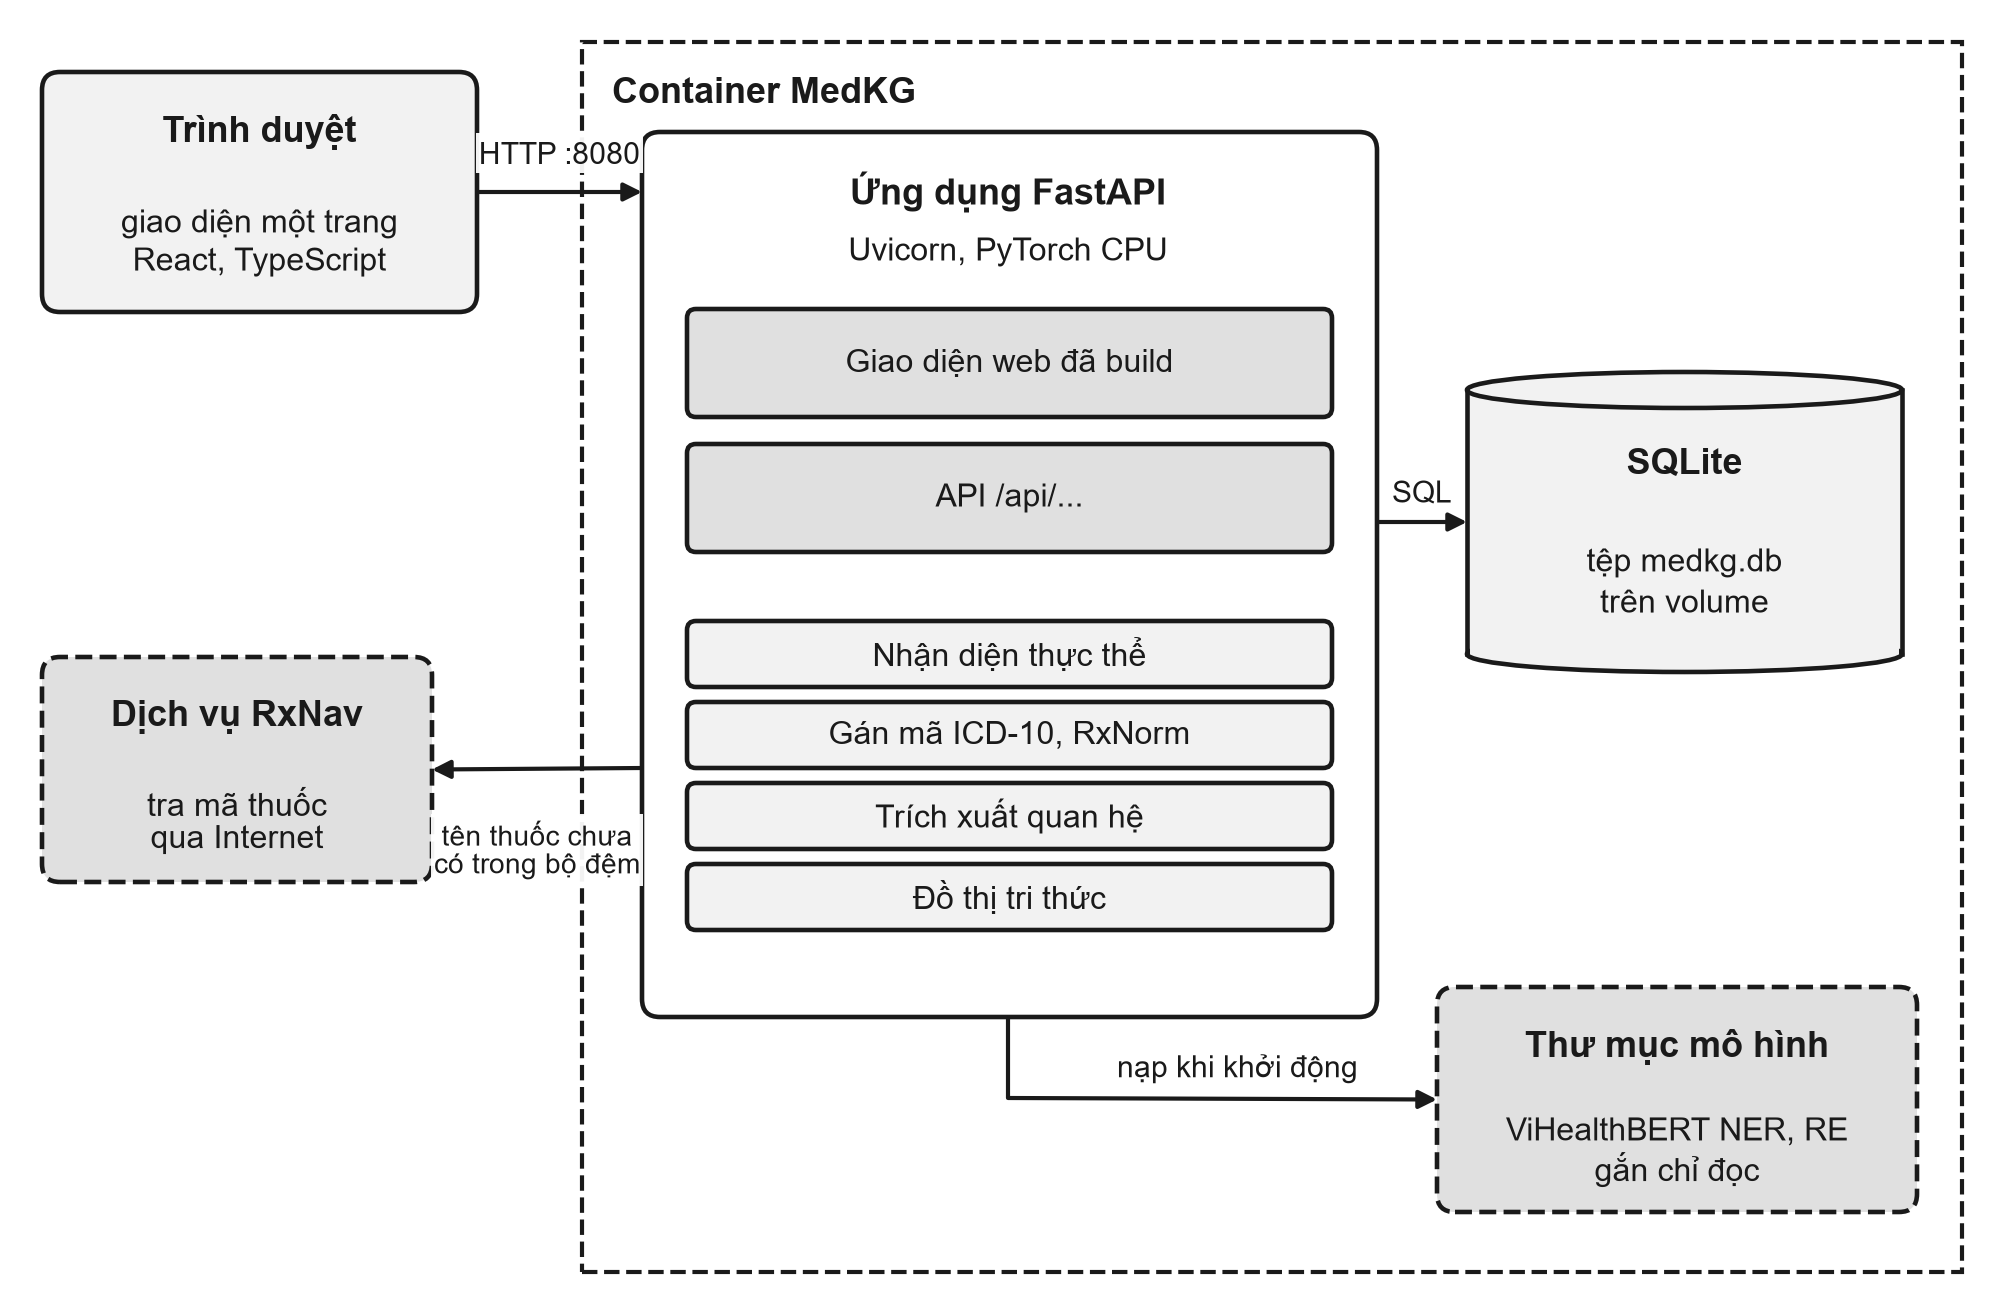 Container MedKG
Trình duyệt
giao diện một trang
React, TypeScript
HTTP :8080
Ứng dụng FastAPI
Uvicorn, PyTorch CPU
Giao diện web đã build
API /api/...
Nhận diện thực thể
Gán mã ICD-10, RxNorm
Trích xuất quan hệ
Đồ thị tri thức
SQL
SQLite
tệp medkg.db
trên volume
Dịch vụ RxNav
tra mã thuốc
qua Internet
tên thuốc chưa
có trong bộ đệm
nạp khi khởi động
Thư mục mô hình
ViHealthBERT NER, RE
gắn chỉ đọc